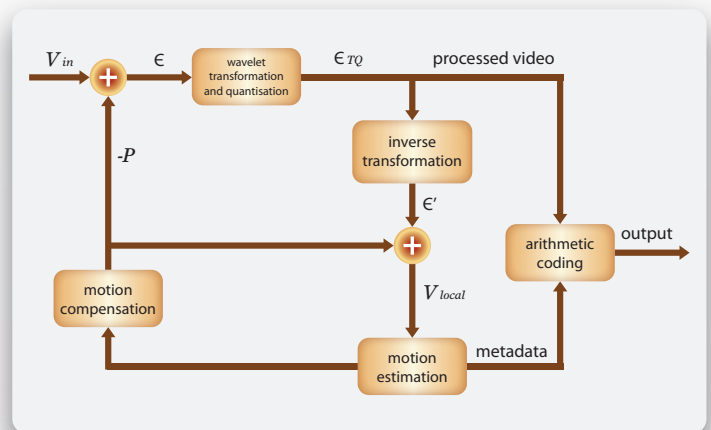 V in
+
ϵ
wavelet
transformation
and quantisation
ϵ TQ
processed video
-P
inverse
transformation
ϵ'
+
arithmetic
coding
output
motion
compensation
V local
motion
estimation
metadata